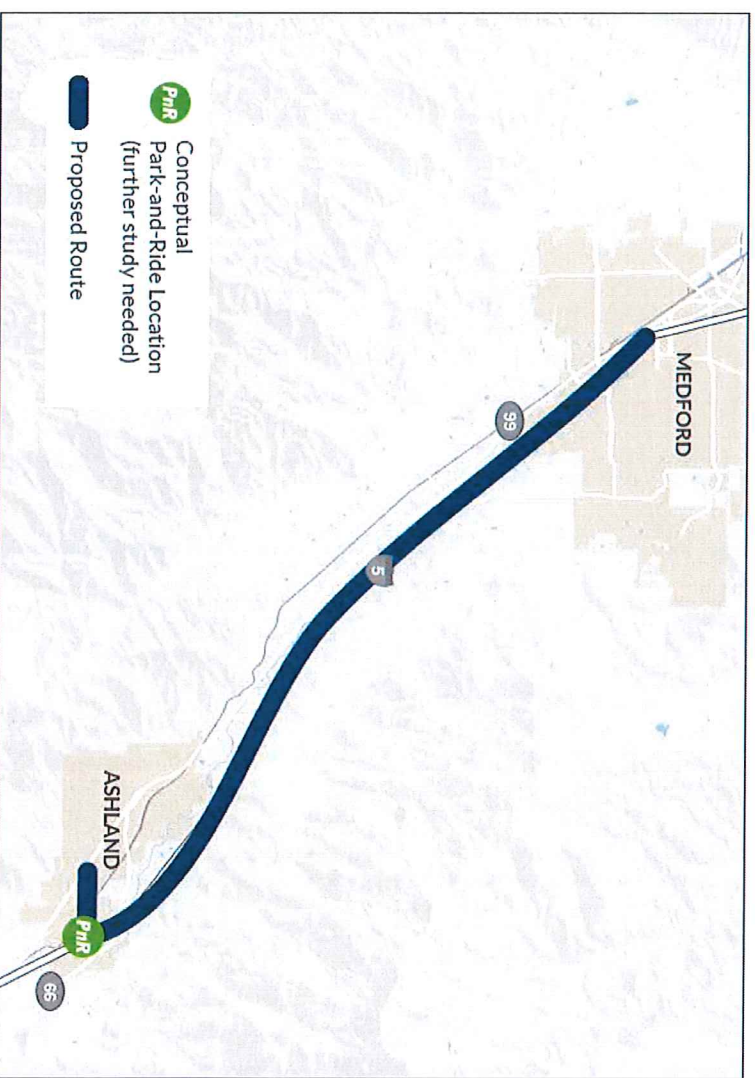 MEDFORD
99
5
ASHLAND
PnR
66
PnR
Conceptual
Park-and-Ride Location
(further study needed)
Proposed Route